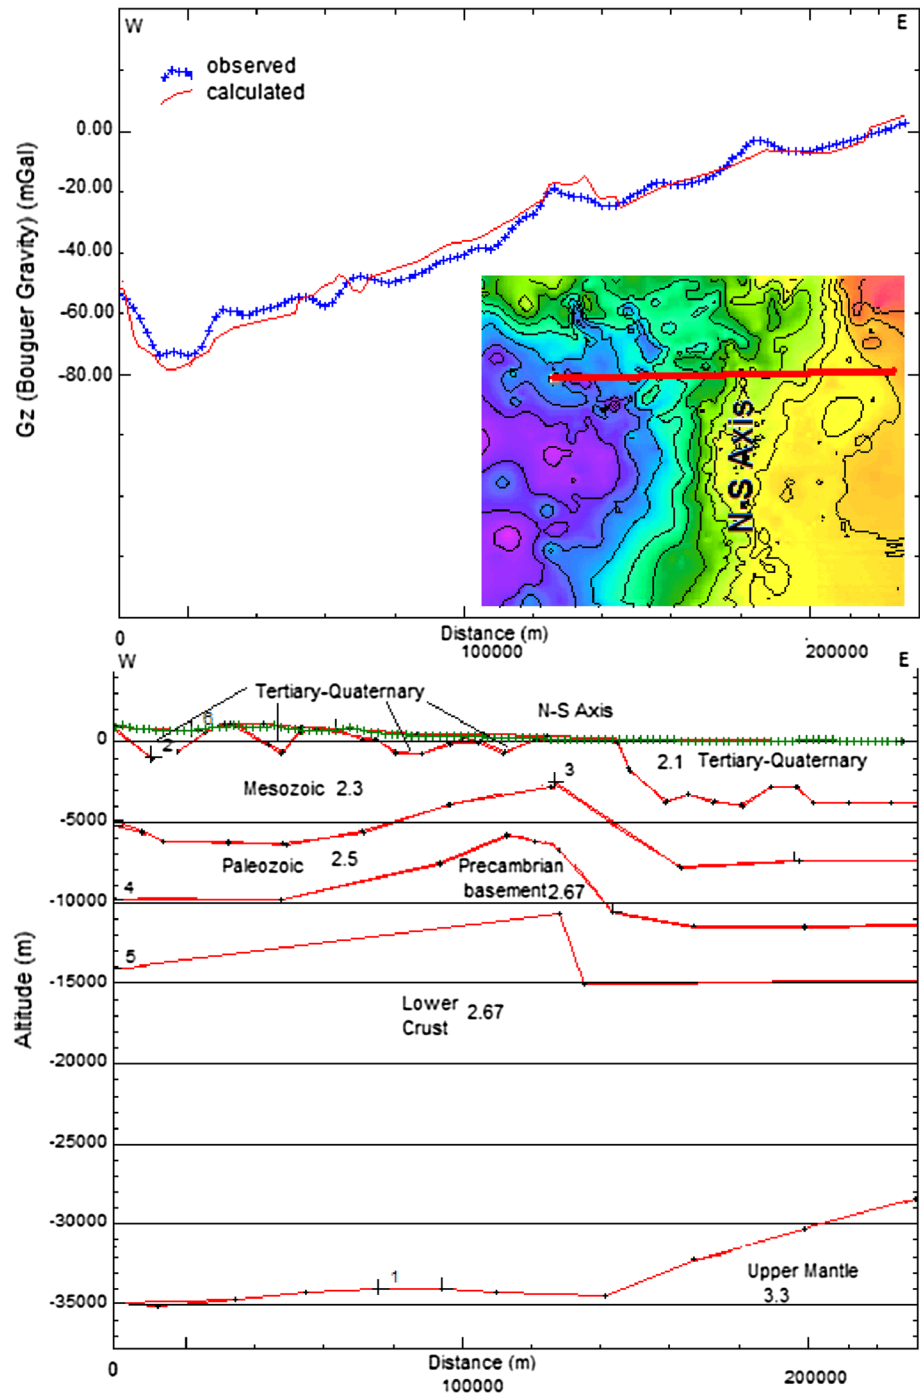 W
E
observed
calculated
0.00
-20.00
-40.00
-60.00
-80.00
Gz (Bouguer Gravity) (mGal)
N-S Axis
0
Distance (m)
100000
200000
W
E
Tertiary-Quaternary
6
N-S Axis
0
2
2.1 Tertiary-Quaternary
3
Mesozoic 2.3
-5000
Paleozoic 2.5
Precambrian
basement2.67
4
-10000
5
-15000
Lower
Crust 2.67
Altitude (m)
-20000
-25000
-30000
1
Upper Mantle
3.3
-35000
0
Distance (m)
100000
200000